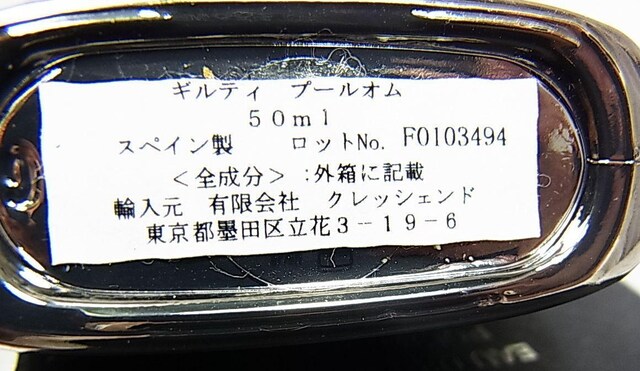 ギルティ プールオム
50ml
スペイン製 ロットNo. F0103494
＜全成分＞:外箱に記載
輸入元 有限会社 クレッシェンド
東京都墨田区立花3－19－6